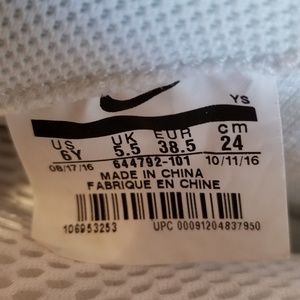 YS
US UK EUR cm
6Y 5.5 38.5 24
08/17/16 644792-101 10/11/16
MADE IN CHINA
FABRIQUE EN CHINE
106953253 UPC 00091204837950